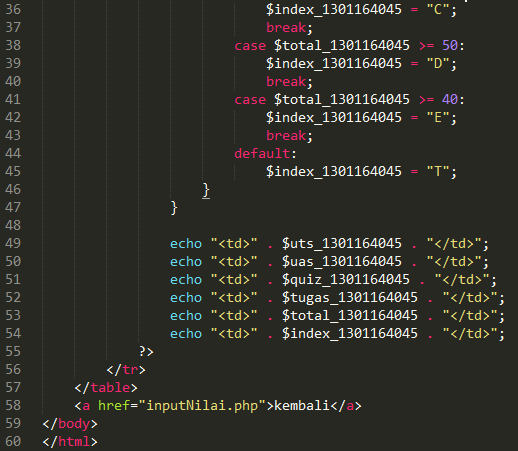 36 $index_1301164045 = "C";
37 break;
38 case $total_1301164045 >= 50:
39 $index_1301164045 = "D";
40 break;
41 case $total_1301164045 >= 40:
42 $index_1301164045 = "E";
43 break;
44 default:
45 $index_1301164045 = "T";
46 }
47 }
48
49 echo "<td>" . $uts_1301164045 . "</td>";
50 echo "<td>" . $uas_1301164045 . "</td>";
51 echo "<td>" . $quiz_1301164045 . "</td>";
52 echo "<td>" . $tugas_1301164045 . "</td>";
53 echo "<td>" . $total_1301164045 . "</td>";
54 echo "<td>" . $index_1301164045 . "</td>";
55 ?>
56 </tr>
57 </table>
58 <a href="inputNilai.php">kembali</a>
59 </body>
60 </html>